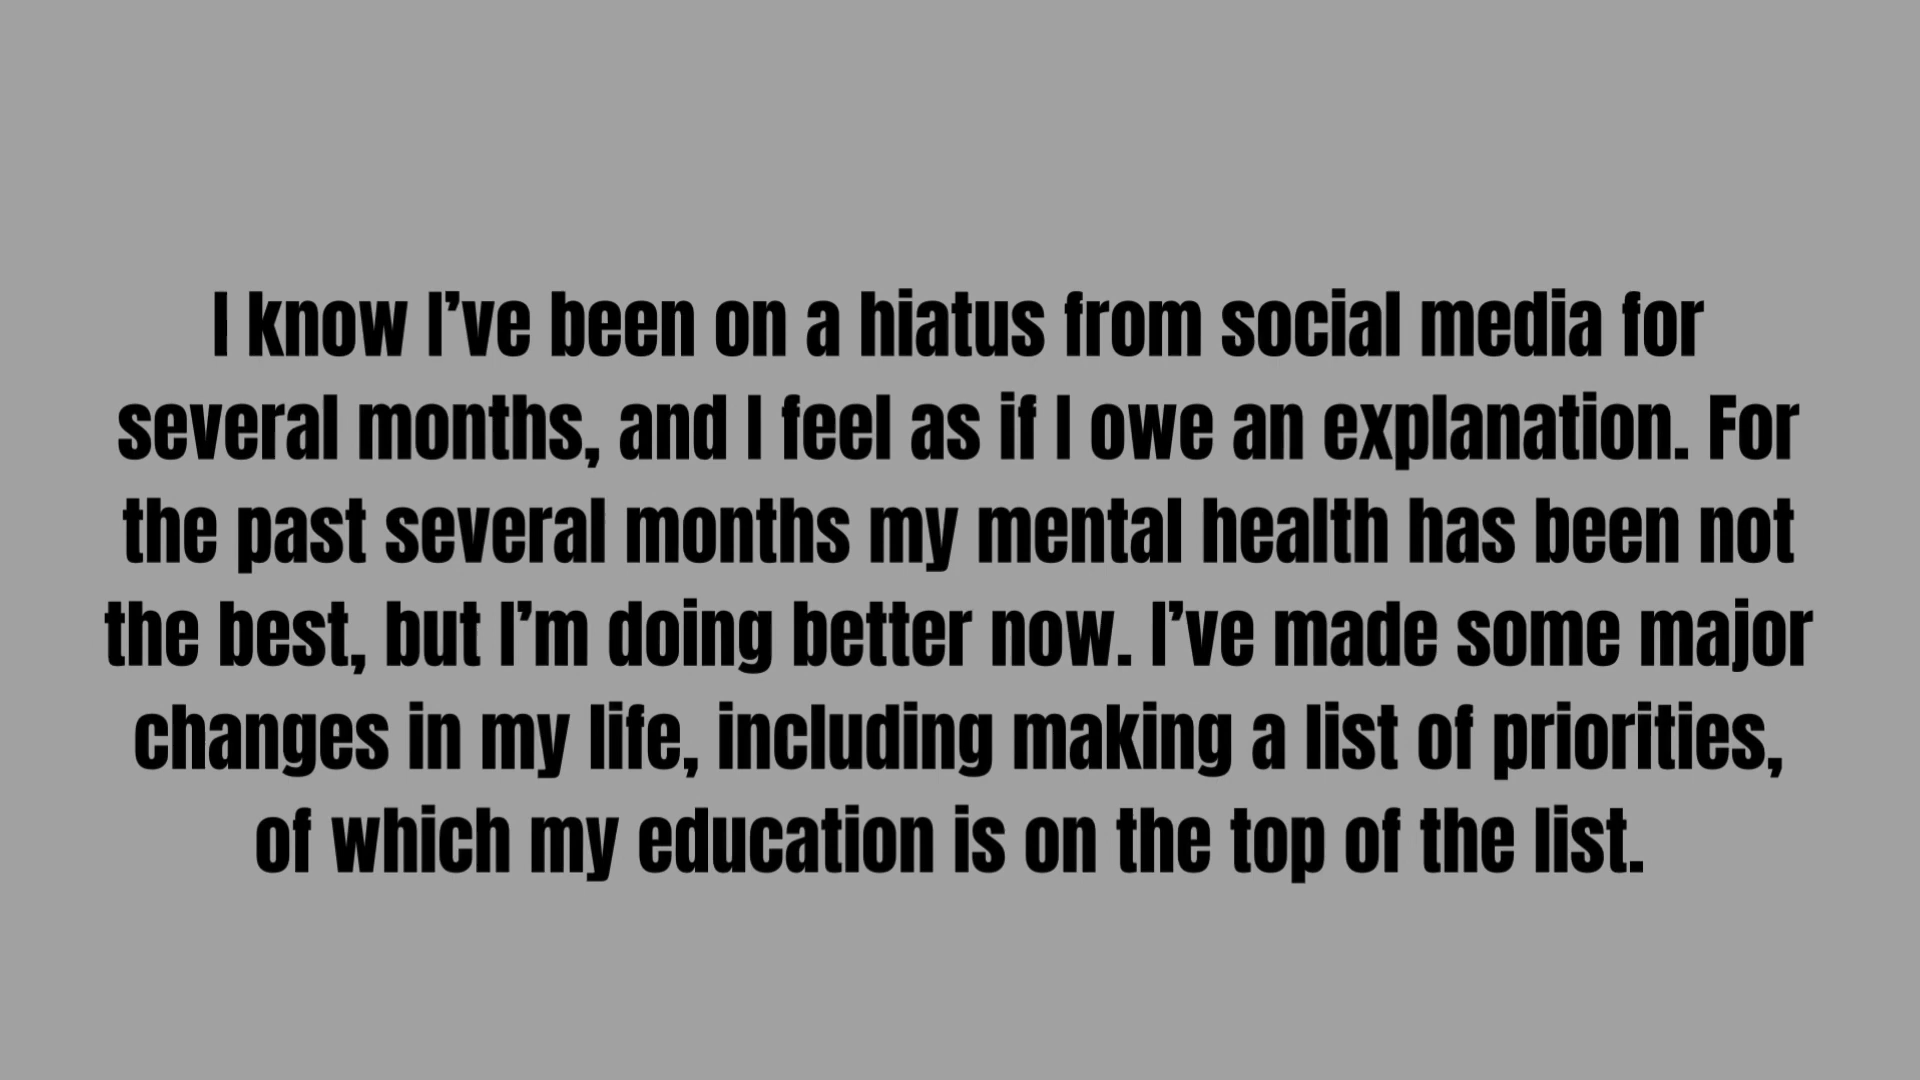 I know I’ve been on a hiatus from social media for
several months, and I feel as if I owe an explanation. For
the past several months my mental health has been not
the best, but I’m doing better now. I’ve made some major
changes in my life, including making a list of priorities,
of which my education is on the top of the list.